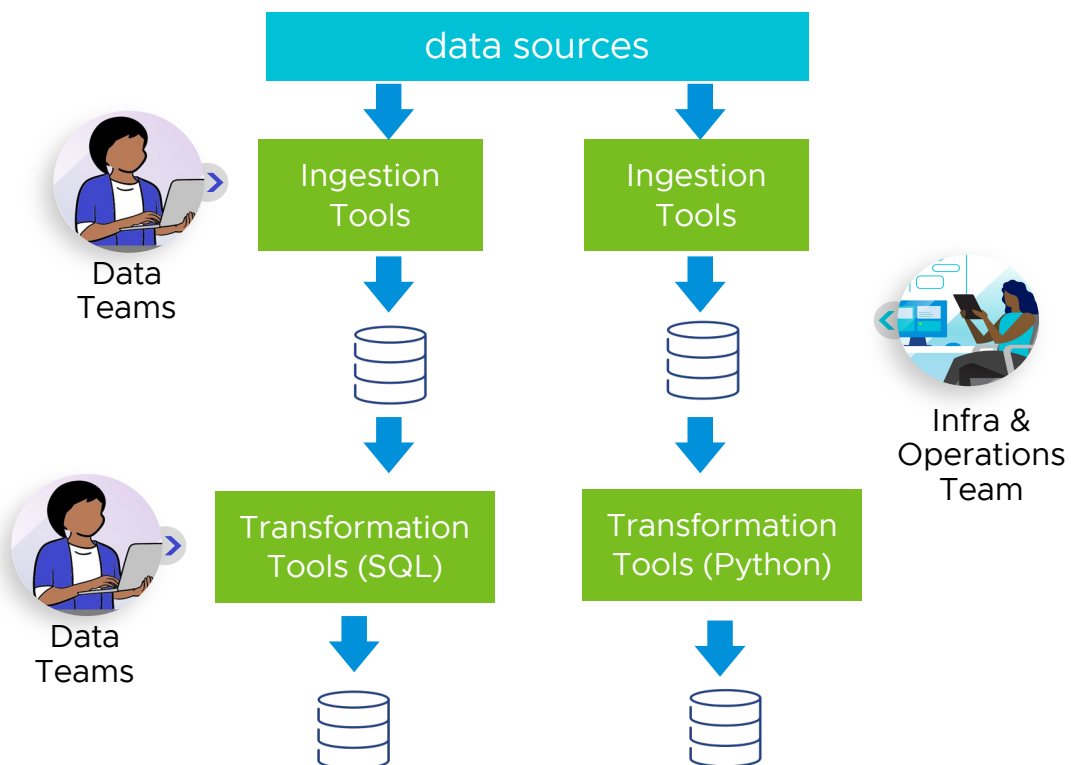 data sources
Ingestion
Tools
Ingestion
Tools
Data
Teams
Infra &
Operations
Team
Transformation
Tools (SQL)
Transformation
Tools (Python)
Data
Teams